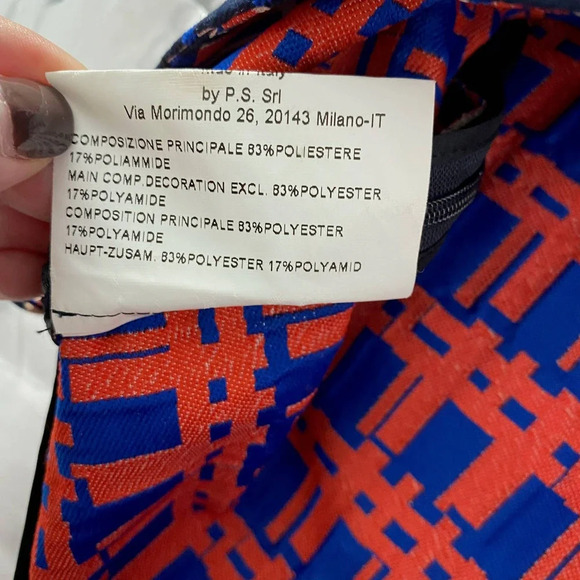 by P.S. Srl
Via Morimondo 26, 20143 Milano-IT
COMPOSIZIONE PRINCIPALE 83%POLIESTERE
17%POLIAMMIDE
MAIN COMP.DECORATION EXCL. 83%POLYESTER
17%POLYAMIDE
COMPOSITION PRINCIPALE 83%POLYESTER
17%POLYAMIDE
HAUPT-ZUSAM. 83%POLYESTER 17%POLYAMID